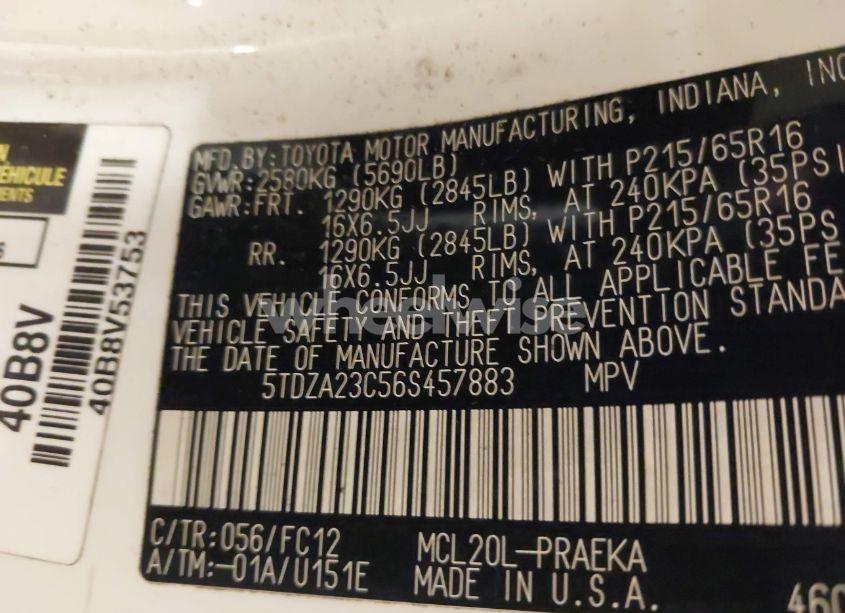 MFD. BY: TOYOTA MOTOR MANUFACTURING, INDIANA, INC
GVWR: 2580KG (5690LB)
GAWR: FRT. 1290KG (2845LB) WITH P215/65R16
16X6.5JJ RIMS, AT 240KPA (35PSI
RR. 1290KG (2845LB) WITH P215/65R16
16X6.5JJ RIMS, AT 240KPA (35PS
THIS VEHICLE CONFORMS TO ALL APPLICABLE FE
VEHICLE SAFETY AND THEFT PREVENTION STANDA
THE DATE OF MANUFACTURE SHOWN ABOVE.
5TDZA23C56S457883 MPV
C/TR: 056/FC12 MCL20L-PRAEKA
A/TM: -01A/U151E MADE IN U.S.A.
460
VEHICULE
40B8V
40B8V53753
wheelwise